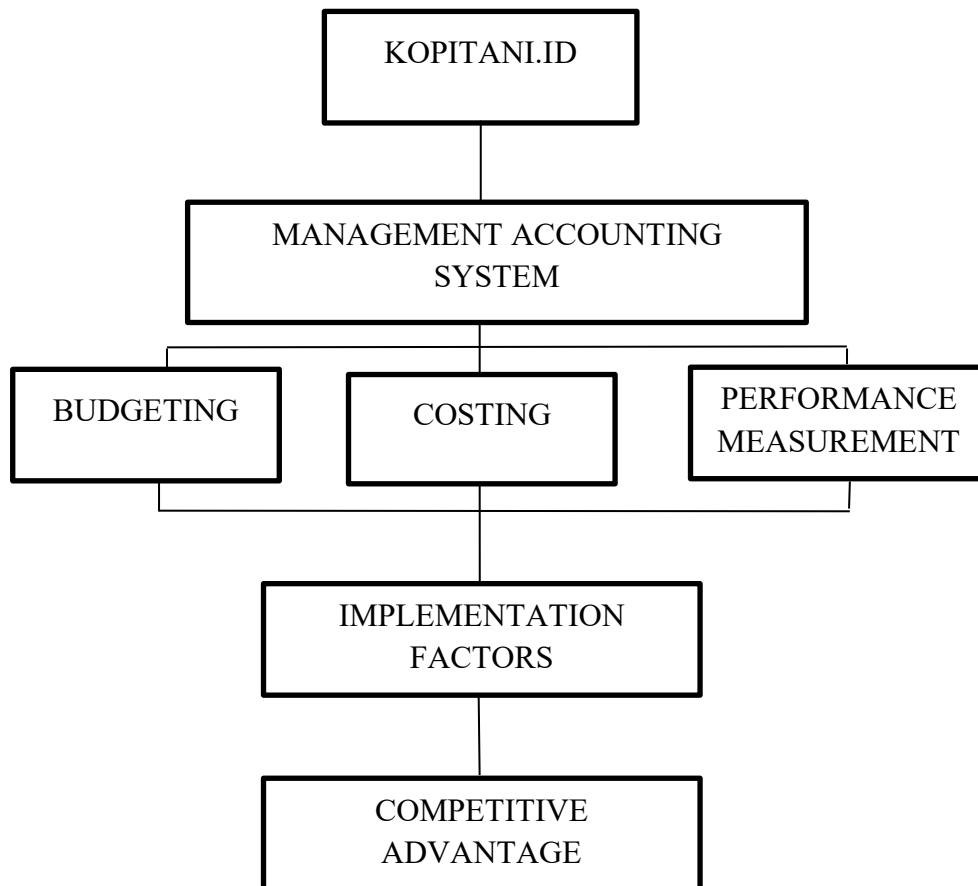 KOPITANI.ID
MANAGEMENT ACCOUNTING
SYSTEM
BUDGETING
COSTING
PERFORMANCE
MEASUREMENT
IMPLEMENTATION
FACTORS
COMPETITIVE
ADVANTAGE